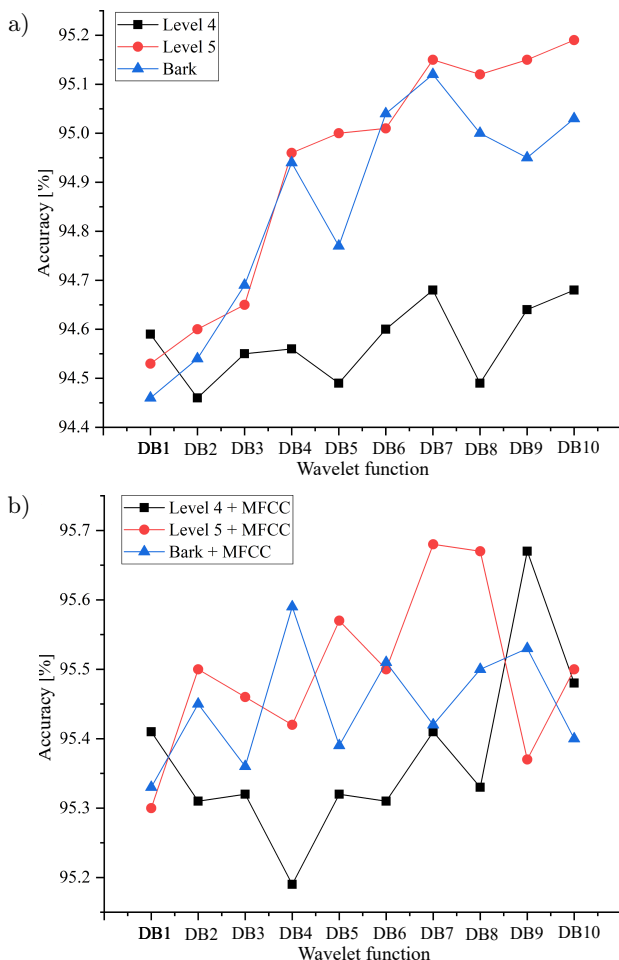 a)
Level 4
Level 5
Bark
95.2
95.1
95.0
94.9
94.8
94.7
94.6
94.5
94.4
Accuracy [%]
DB1 DB2 DB3 DB4 DB5 DB6 DB7 DB8 DB9 DB10
Wavelet function
b)
Level 4 + MFCC
Level 5 + MFCC
Bark + MFCC
95.7
95.6
95.5
95.4
95.3
95.2
Accuracy [%]
DB1 DB2 DB3 DB4 DB5 DB6 DB7 DB8 DB9 DB10
Wavelet function